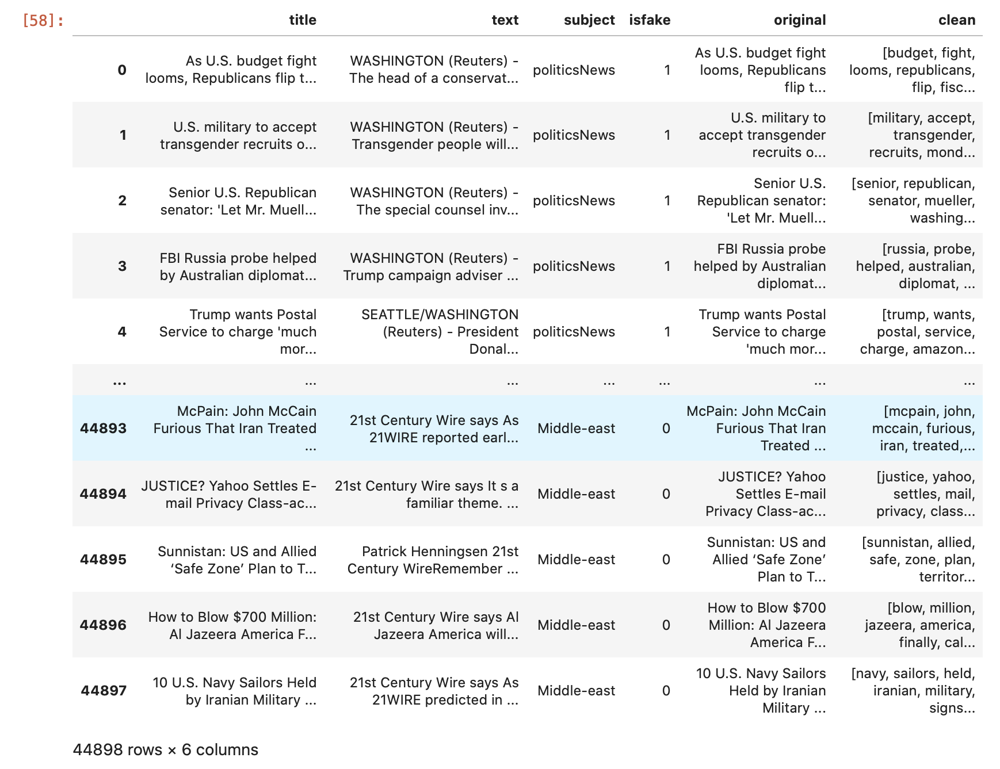 [58]:
title text subject isfake original clean
0 As U.S. budget fight looms, Republicans flip t... WASHINGTON (Reuters) - The head of a conservat... politicsNews 1 As U.S. budget fight looms, Republicans flip t... [budget, fight, looms, republicans, flip, fisc...
1 U.S. military to accept transgender recruits o... WASHINGTON (Reuters) - Transgender people will... politicsNews 1 U.S. military to accept transgender recruits o... [military, accept, transgender, recruits, mond...
2 Senior U.S. Republican senator: 'Let Mr. Muell... WASHINGTON (Reuters) - The special counsel inv... politicsNews 1 Senior U.S. Republican senator: 'Let Mr. Muell... [senior, republican, senator, mueller, washing...
3 FBI Russia probe helped by Australian diplomat... WASHINGTON (Reuters) - Trump campaign adviser ... politicsNews 1 FBI Russia probe helped by Australian diplomat... [russia, probe, helped, australian, diplomat, ...
4 Trump wants Postal Service to charge 'much mor... SEATTLE/WASHINGTON (Reuters) - President Donal... politicsNews 1 Trump wants Postal Service to charge 'much mor... [trump, wants, postal, service, charge, amazon...
... ... ... ... ... ... ...
44893 McPain: John McCain Furious That Iran Treated ... 21st Century Wire says As 21WIRE reported earl... Middle-east 0 McPain: John McCain Furious That Iran Treated ... [mcpain, john, mccain, furious, iran, treated,...
44894 JUSTICE? Yahoo Settles E-mail Privacy Class-ac... 21st Century Wire says It s a familiar theme. ... Middle-east 0 JUSTICE? Yahoo Settles E-mail Privacy Class-ac... [justice, yahoo, settles, mail, privacy, class...
44895 Sunnistan: US and Allied ‘Safe Zone’ Plan to T... Patrick Henningsen 21st Century WireRemember ... Middle-east 0 Sunnistan: US and Allied ‘Safe Zone’ Plan to T... [sunnistan, allied, safe, zone, plan, territor...
44896 How to Blow $700 Million: Al Jazeera America F... 21st Century Wire says Al Jazeera America will... Middle-east 0 How to Blow $700 Million: Al Jazeera America F... [blow, million, jazeera, america, finally, cal...
44897 10 U.S. Navy Sailors Held by Iranian Military ... 21st Century Wire says As 21WIRE predicted in ... Middle-east 0 10 U.S. Navy Sailors Held by Iranian Military ... [navy, sailors, held, iranian, military, signs...
44898 rows × 6 columns